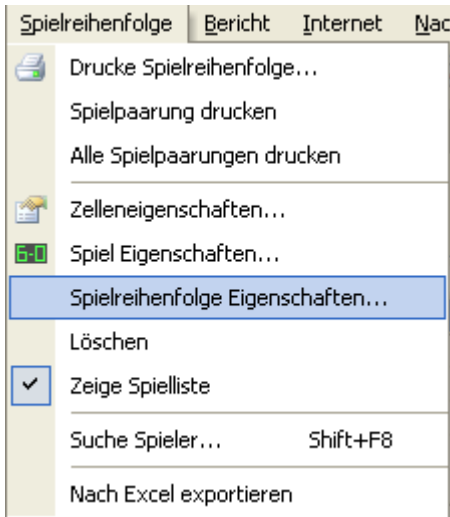 Spielreihenfolge Bericht Internet Nac
Drucke Spielreihenfolge...
Spielpaarung drucken
Alle Spielpaarungen drucken
Zelleneigenschaften...
6-0 Spiel Eigenschaften...
Spielreihenfolge Eigenschaften...
Löschen
Zeige Spielliste
Suche Spieler... Shift+F8
Nach Excel exportieren